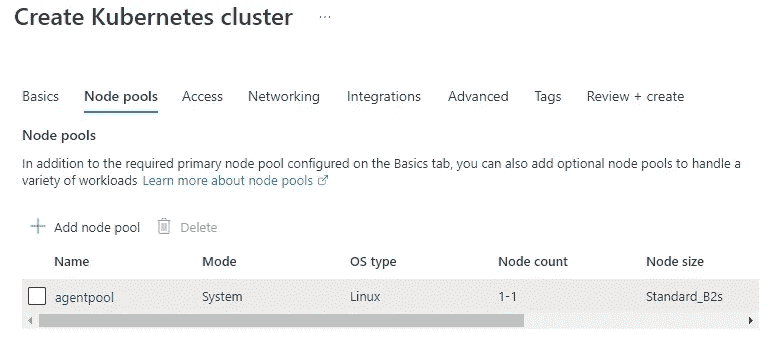 Create Kubernetes cluster ...
Basics Node pools Access Networking Integrations Advanced Tags Review + create
Node pools
In addition to the required primary node pool configured on the Basics tab, you can also add optional node pools to handle a
variety of workloads Learn more about node pools
Add node pool Delete
Name Mode OS type Node count Node size
agentpool System Linux 1-1 Standard_B2s